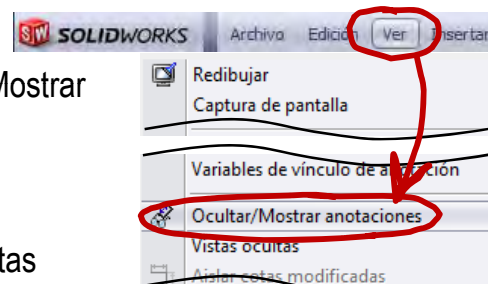 SOLIDWORKS Archivo Edición Ver Insertar
Mostrar
Redibujar
Captura de pantalla
Variables de vínculo de anotación
Ocultar/Mostrar anotaciones
Vistas ocultas
tas
Aislar cotas modificadas